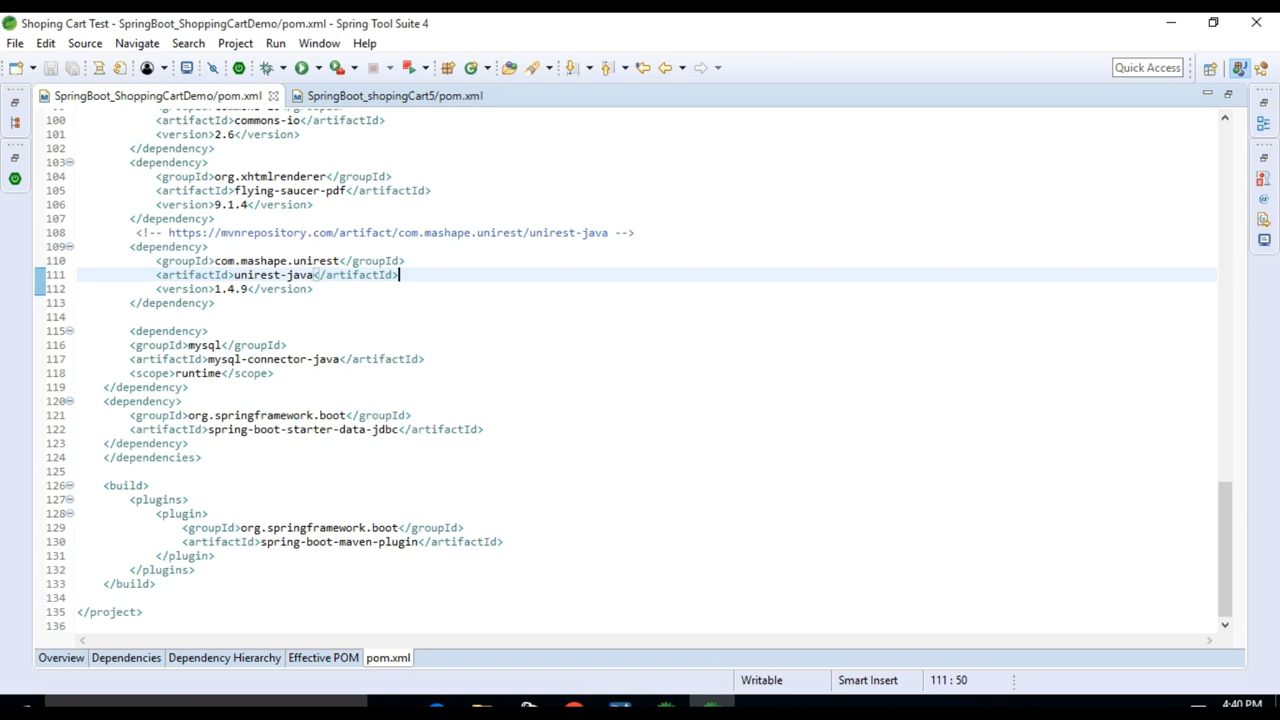 Shoping Cart Test - SpringBoot_ShoppingCartDemo/pom.xml - Spring Tool Suite 4
File Edit Source Navigate Search Project Run Window Help
Quick Access
SpringBoot_ShoppingCartDemo/pom.xml SpringBoot_shopingCart5/pom.xml
100 <artifactId>commons-io</artifactId>
101 <version>2.6</version>
102 </dependency>
103 <dependency>
104 <groupId>org.xhtmlrenderer</groupId>
105 <artifactId>flying-saucer-pdf</artifactId>
106 <version>9.1.4</version>
107 </dependency>
108 <!-- https://mvnrepository.com/artifact/com.mashape.unirest/unirest-java -->
109 <dependency>
110 <groupId>com.mashape.unirest</groupId>
111 <artifactId>unirest-java</artifactId>
112 <version>1.4.9</version>
113 </dependency>
114
115 <dependency>
116 <groupId>mysql</groupId>
117 <artifactId>mysql-connector-java</artifactId>
118 <scope>runtime</scope>
119 </dependency>
120 <dependency>
121 <groupId>org.springframework.boot</groupId>
122 <artifactId>spring-boot-starter-data-jdbc</artifactId>
123 </dependency>
124 </dependencies>
125
126 <build>
127 <plugins>
128 <plugin>
129 <groupId>org.springframework.boot</groupId>
130 <artifactId>spring-boot-maven-plugin</artifactId>
131 </plugin>
132 </plugins>
133 </build>
134
135 </project>
136
Overview Dependencies Dependency Hierarchy Effective POM pom.xml
Writable Smart Insert 111 : 50
4:40 PM